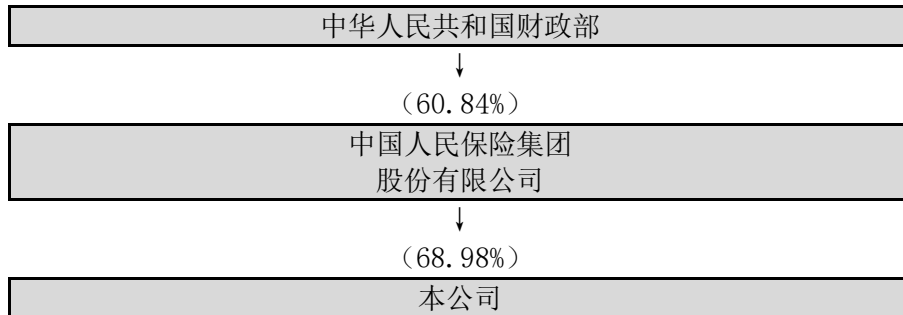 中华人民共和国财政部
↓
（60.84%）
中国人民保险集团
股份有限公司
↓
（68.98%）
本公司